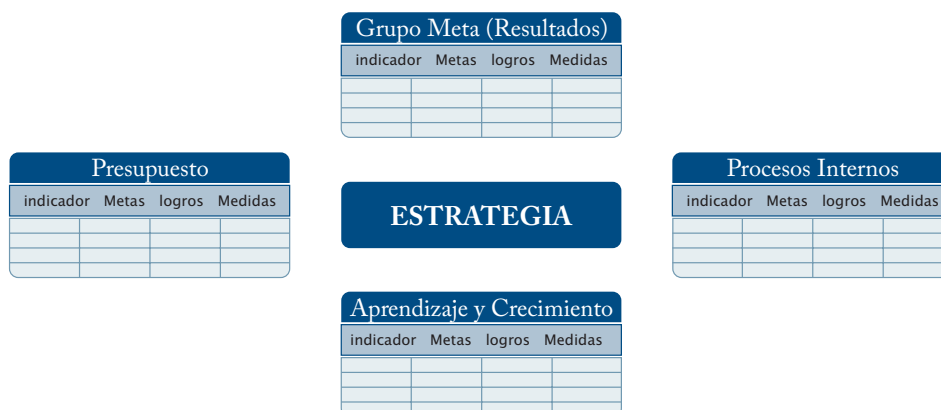 Grupo Meta (Resultados)
indicador Metas logros Medidas
Presupuesto
indicador Metas logros Medidas
ESTRATEGIA
Procesos Internos
indicador Metas logros Medidas
Aprendizaje y Crecimiento
indicador Metas logros Medidas